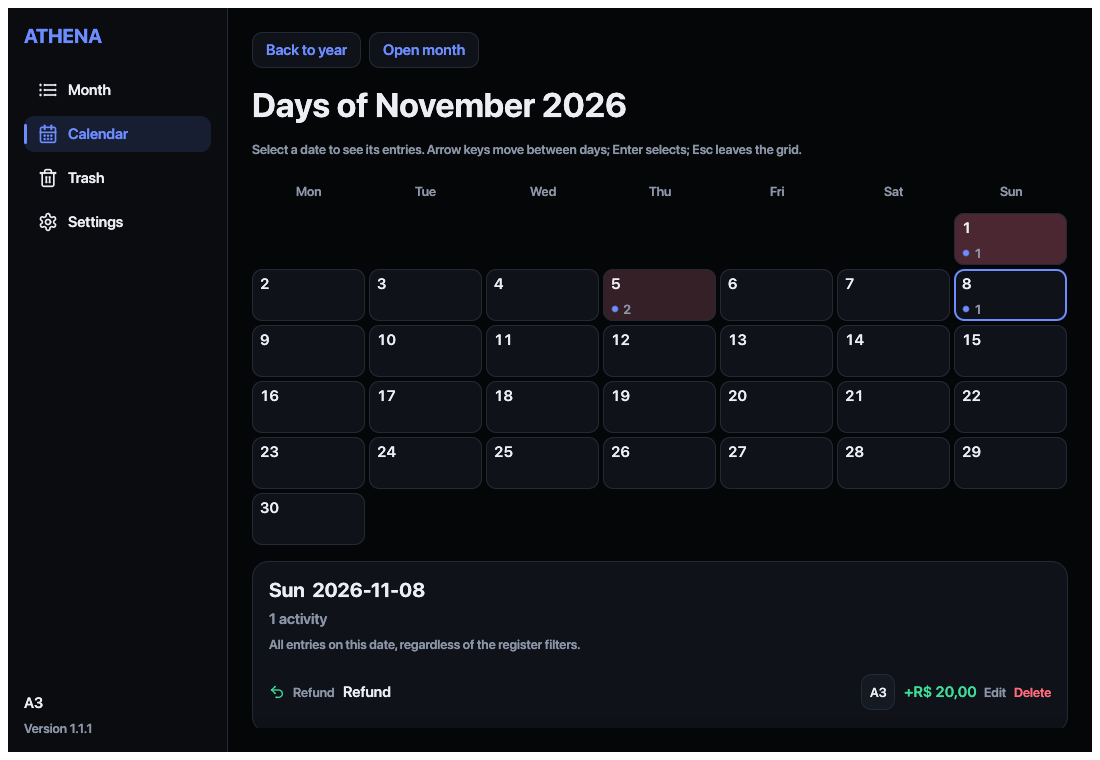 ATHENA
Month
Calendar
Trash
Settings
A3
Version 1.1.1
Back to year Open month
Days of November 2026
Select a date to see its entries. Arrow keys move between days; Enter selects; Esc leaves the grid.
Mon Tue Wed Thu Fri Sat Sun
1
1
2 3 4 5 6 7 8
2 1
9 10 11 12 13 14 15
16 17 18 19 20 21 22
23 24 25 26 27 28 29
30
Sun 2026-11-08
1 activity
All entries on this date, regardless of the register filters.
Refund Refund A3 +R$ 20,00 Edit Delete